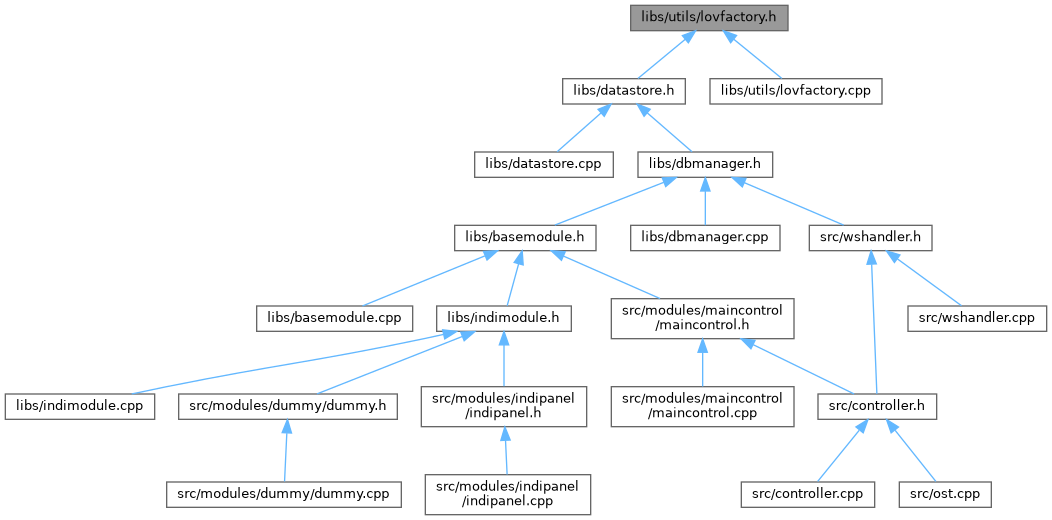 libs/utils/lovfactory.h
libs/datastore.h
libs/utils/lovfactory.cpp
libs/datastore.cpp
libs/dbmanager.h
libs/basemodule.h
libs/dbmanager.cpp
src/wshandler.h
libs/basemodule.cpp
libs/indimodule.h
src/modules/maincontrol
/maincontrol.h
src/wshandler.cpp
libs/indimodule.cpp
src/modules/dummy/dummy.h
src/modules/indipanel
/indipanel.h
src/modules/maincontrol
/maincontrol.cpp
src/controller.h
src/modules/dummy/dummy.cpp
src/modules/indipanel
/indipanel.cpp
src/controller.cpp
src/ost.cpp